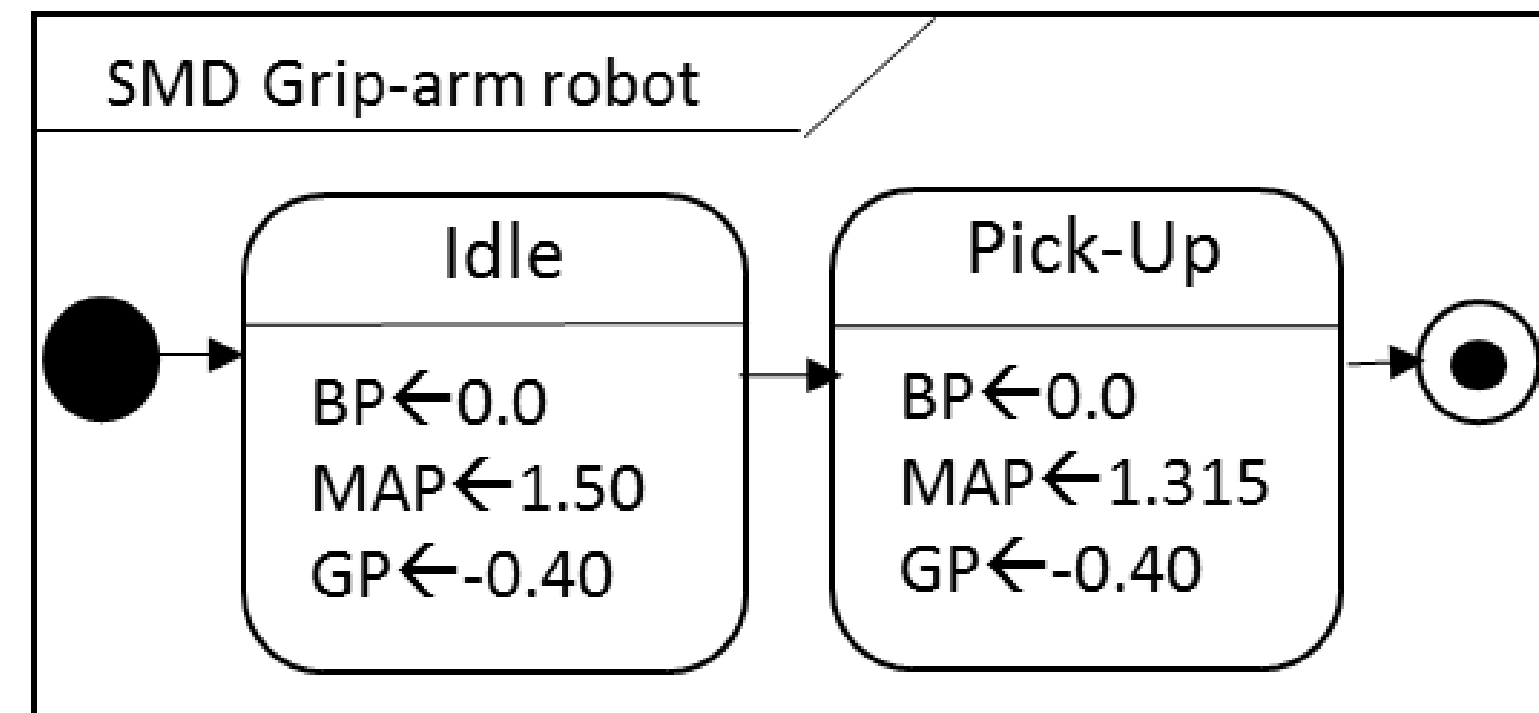 SMD Grip-arm robot
Idle
BP←0.0
MAP←1.50
GP←-0.40
Pick-Up
BP←0.0
MAP←1.315
GP←-0.40